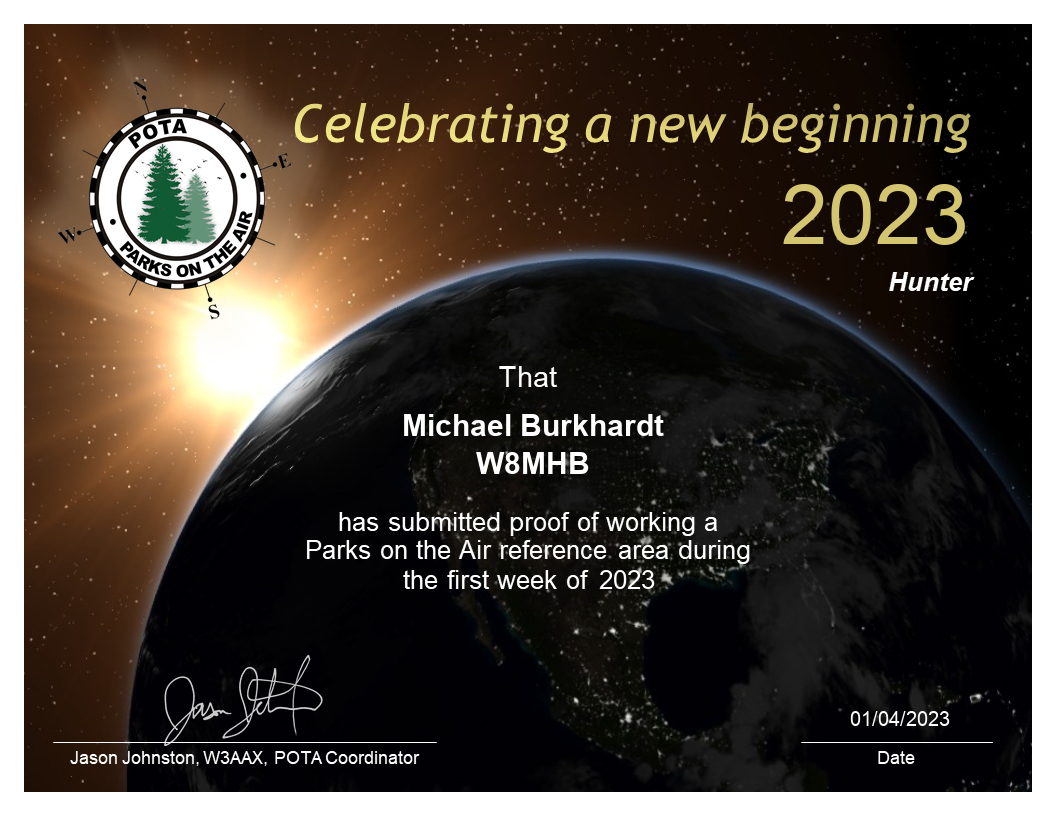 N
POTA
E
W
PARKS ON THE AIR
S
Celebrating a new beginning
2023
Hunter
That
Michael Burkhardt
W8MHB
has submitted proof of working a
Parks on the Air reference area during
the first week of 2023
01/04/2023
Jason Johnston, W3AAX, POTA Coordinator
Date